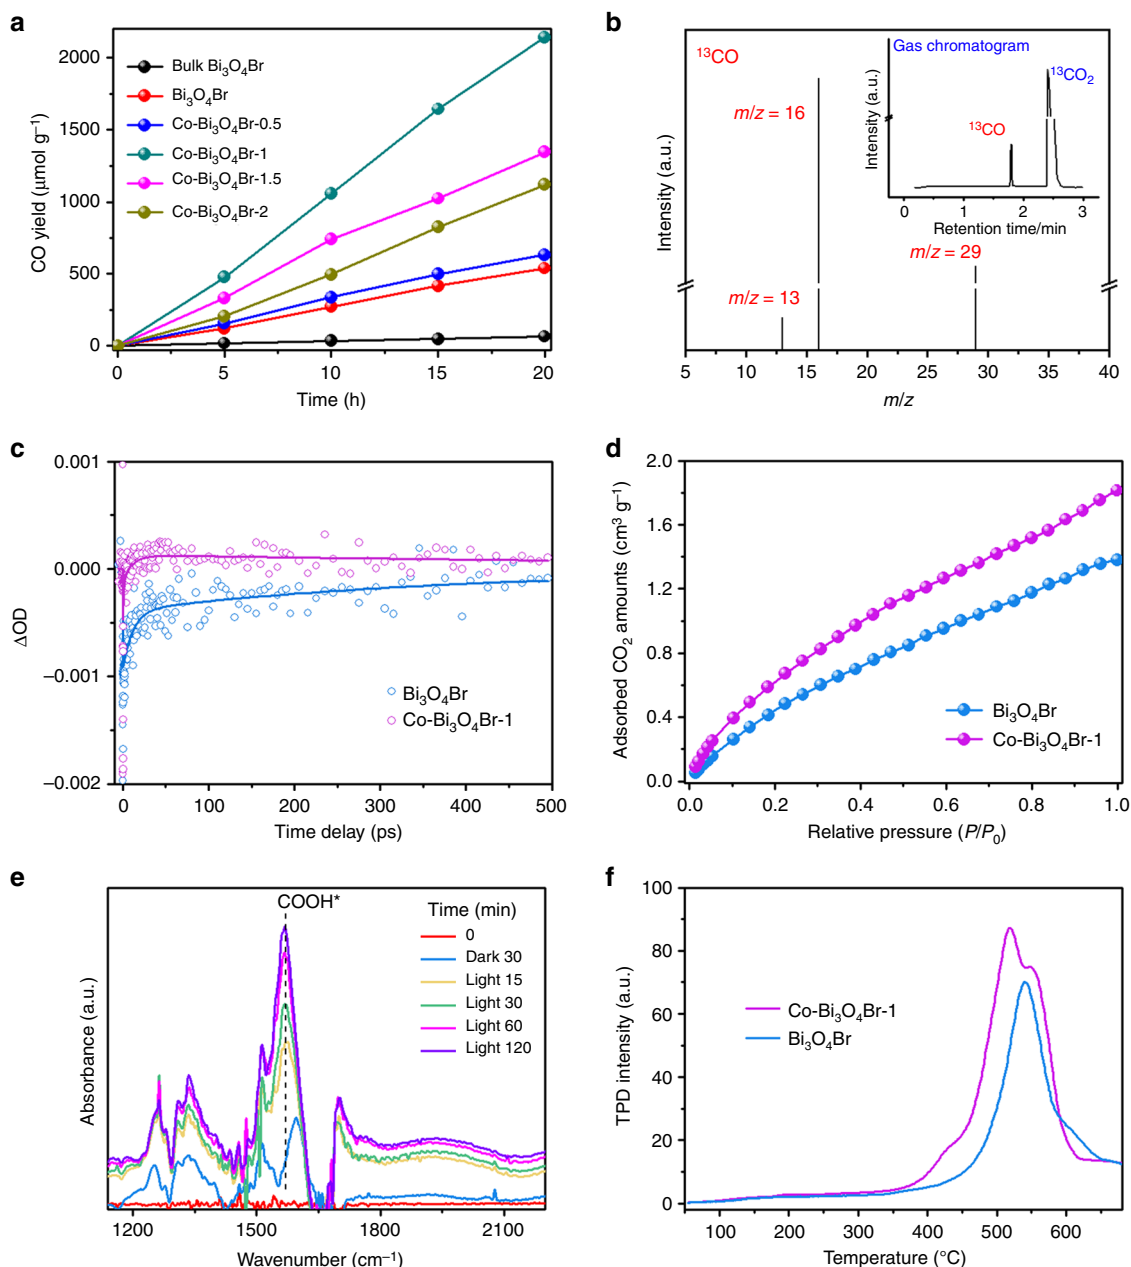 a
CO yield (μmol g⁻¹)
2000
1500
1000
500
0
Bulk Bi₃O₄Br
Bi₃O₄Br
Co-Bi₃O₄Br-0.5
Co-Bi₃O₄Br-1
Co-Bi₃O₄Br-1.5
Co-Bi₃O₄Br-2
0 5 10 15 20
Time (h)
b
Intensity (a.u.)
¹³CO
m/z = 16
m/z = 13
m/z = 29
Gas chromatogram
Intensity (a.u.)
¹³CO
¹³CO₂
0 1 2 3
Retention time/min
5 10 15 20 25 30 35 40
m/z
c
ΔOD
0.001
0.000
−0.001
−0.002
Bi₃O₄Br
Co-Bi₃O₄Br-1
0 100 200 300 400 500
Time delay (ps)
d
Adsorbed CO₂ amounts (cm³ g⁻¹)
2.0
1.6
1.2
0.8
0.4
0.0
Bi₃O₄Br
Co-Bi₃O₄Br-1
0.0 0.2 0.4 0.6 0.8 1.0
Relative pressure (P/P₀)
e
Absorbance (a.u.)
COOH*
Time (min)
0
Dark 30
Light 15
Light 30
Light 60
Light 120
1200 1500 1800 2100
Wavenumber (cm⁻¹)
f
TPD intensity (a.u.)
100
80
60
40
20
0
Co-Bi₃O₄Br-1
Bi₃O₄Br
100 200 300 400 500 600
Temperature (°C)